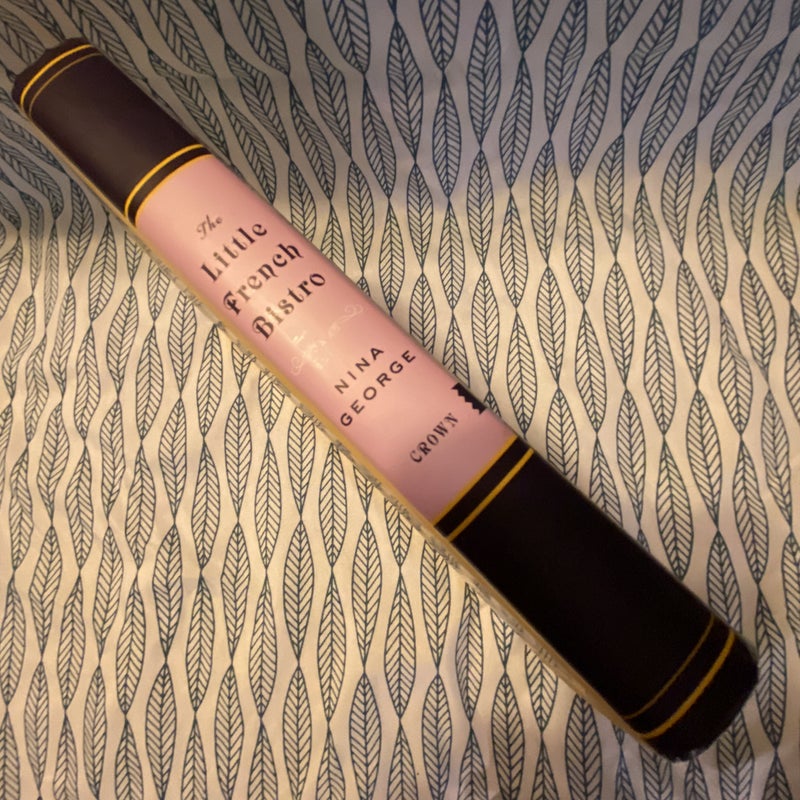 The
Little
French
Bistro
NINA
GEORGE
CROWN